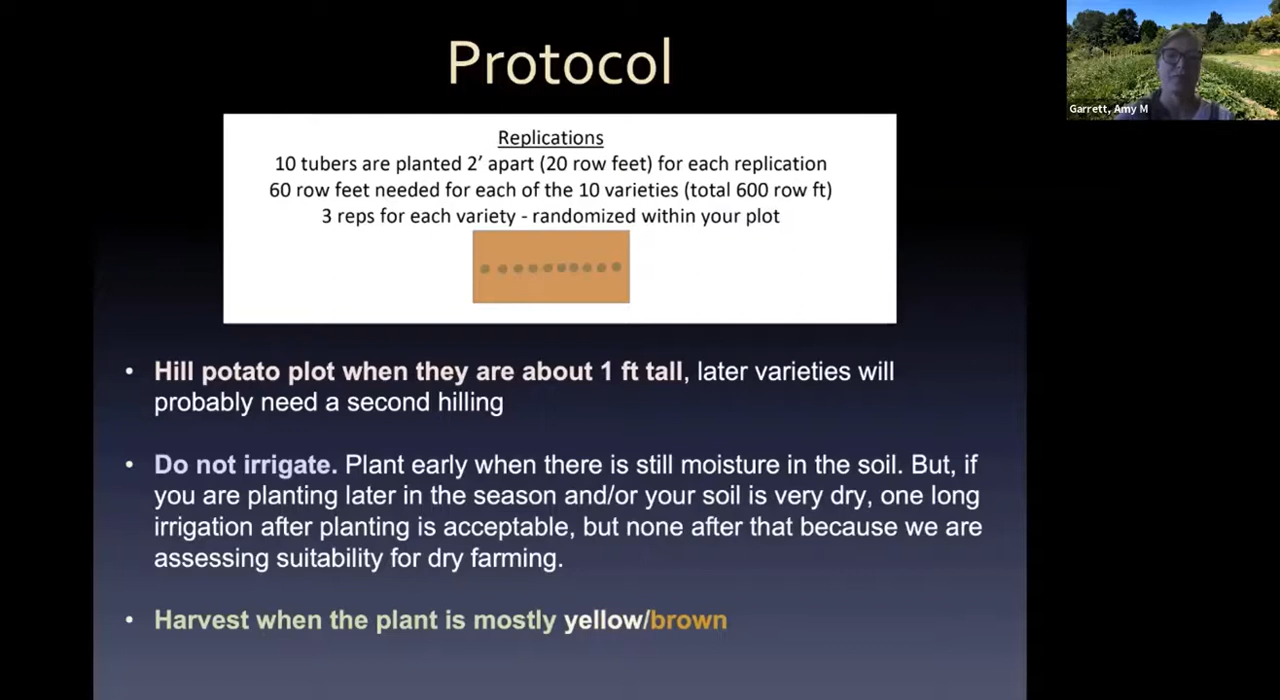 Protocol
Garrett, Amy M
Replications
10 tubers are planted 2’ apart (20 row feet) for each replication
60 row feet needed for each of the 10 varieties (total 600 row ft)
3 reps for each variety - randomized within your plot
• Hill potato plot when they are about 1 ft tall, later varieties will
probably need a second hilling
• Do not irrigate. Plant early when there is still moisture in the soil. But, if
you are planting later in the season and/or your soil is very dry, one long
irrigation after planting is acceptable, but none after that because we are
assessing suitability for dry farming.
• Harvest when the plant is mostly yellow/brown